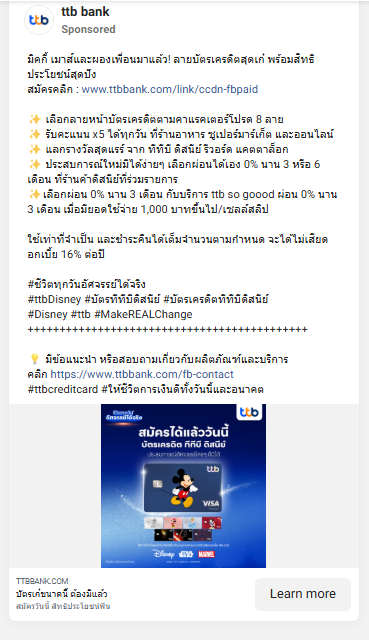 ttb bank
Sponsored
มิคกี้ เมาส์และผองเพื่อนมาแล้ว! ลายบัตรเครดิตสุดเก๋ พร้อมสิทธิ
ประโยชน์สุดปัง
สมัครคลิก : www.ttbbank.com/link/ccdn-fbpaid
✨ เลือกลายหน้าบัตรเครดิตตามคาแรคเตอร์โปรด 8 ลาย
✨ รับคะแนน x5 ได้ทุกวัน ที่ร้านอาหาร ซูเปอร์มาร์เก็ต และออนไลน์
✨ แลกรางวัลสุดแรร์ จาก ทีทีบี ดิสนีย์ รีวอร์ด แคตตาล็อก
✨ ประสบการณ์ใหม่มีได้ง่ายๆ เลือกผ่อนได้เอง 0% นาน 3 หรือ 6
เดือน ที่ร้านค้าดิสนีย์ที่ร่วมรายการ
✨เลือกผ่อน 0% นาน 3 เดือน กับบริการ ttb so goood ผ่อน 0% นาน
3 เดือน เมื่อมียอดใช้จ่าย 1,000 บาทขึ้นไป/เซลล์สลิป
ใช้เท่าที่จำเป็น และชำระคืนได้เต็มจำนวนตามกำหนด จะได้ไม่เสียด
อกเบี้ย 16% ต่อปี
#ชีวิตทุกวันอัศจรรย์ได้จริง
#ttbDisney #บัตรทีทีบีดิสนีย์ #บัตรเครดิตทีทีบีดิสนีย์
#Disney #ttb #MakeREALChange
++++++++++++++++++++++++++++++++++++++++++++
💡 มีข้อแนะนำ หรือสอบถามเกี่ยวกับผลิตภัณฑ์และบริการ
คลิก https://www.ttbbank.com/fb-contact
#ttbcreditcard #ให้ชีวิตการเงินดีทั้งวันนี้และอนาคต
ชีวิตทุกวัน
อัศจรรย์ได้จริง
ttb
สมัครได้แล้ววันนี้
บัตรเครดิต ทีทีบี ดิสนีย์
ttb
VISA
Disney
STAR WARS
MARVEL
TTBBANK.COM
บัตรเก๋ขนาดนี้ ต้องมีแล้ว
สมัครวันนี้ สิทธิประโยชน์ฟิน
Learn more